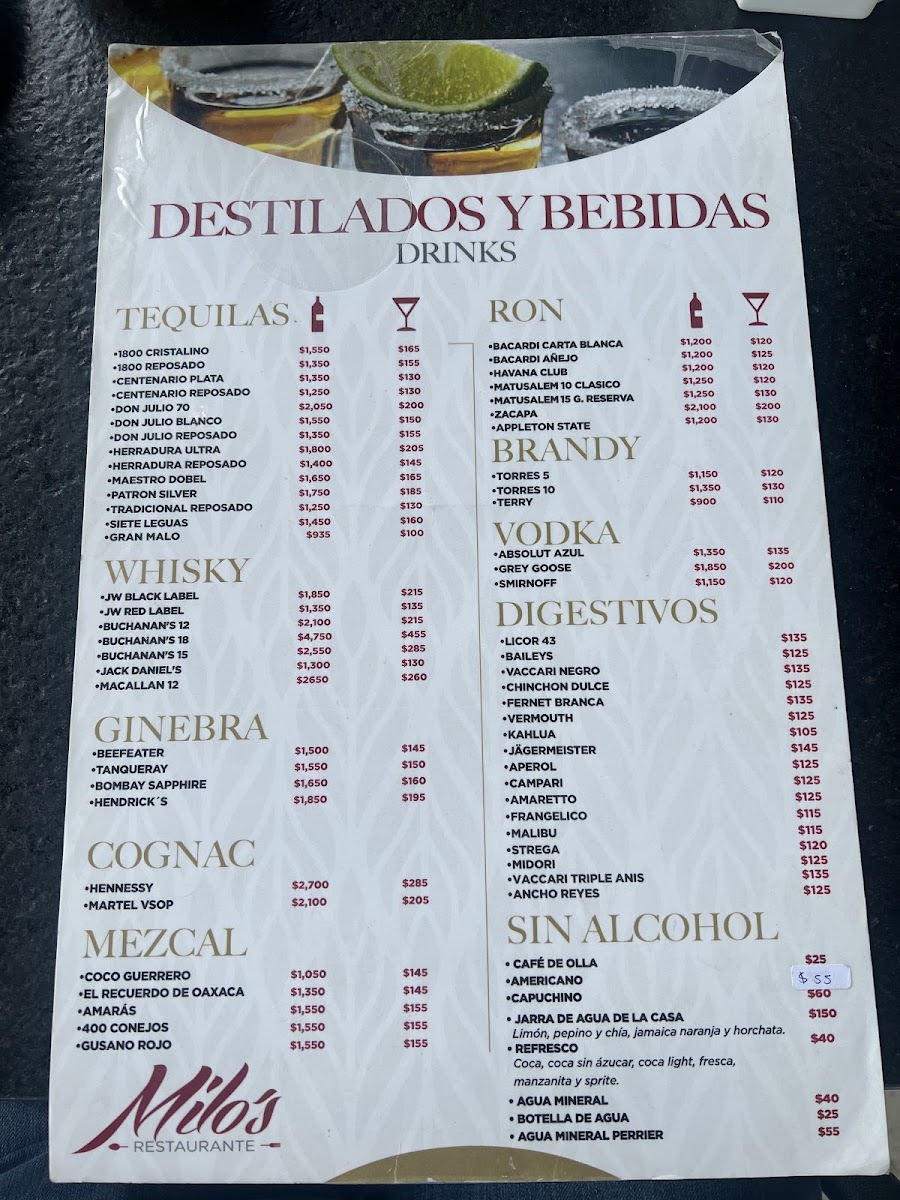 DESTILADOS Y BEBIDAS
DRINKS
TEQUILAS
•1800 CRISTALINO $1,550 $165
•1800 REPOSADO $1,350 $155
•CENTENARIO PLATA $1,350 $130
•CENTENARIO REPOSADO $1,250 $130
•DON JULIO 70 $2,050 $200
•DON JULIO BLANCO $1,550 $150
•DON JULIO REPOSADO $1,350 $155
•HERRADURA ULTRA $1,800 $205
•HERRADURA REPOSADO $1,400 $145
•MAESTRO DOBEL $1,650 $165
•PATRON SILVER $1,750 $185
•TRADICIONAL REPOSADO $1,250 $130
•SIETE LEGUAS $1,450 $160
•GRAN MALO $935 $100
WHISKY
•JW BLACK LABEL $1,850 $215
•JW RED LABEL $1,350 $135
•BUCHANAN'S 12 $2,100 $215
•BUCHANAN'S 18 $4,750 $455
•BUCHANAN'S 15 $2,550 $285
•JACK DANIEL'S $1,300 $130
•MACALLAN 12 $2650 $260
GINEBRA
•BEEFEATER $1,500 $145
•TANQUERAY $1,550 $150
•BOMBAY SAPPHIRE $1,650 $160
•HENDRICK´S $1,850 $195
COGNAC
•HENNESSY $2,700 $285
•MARTEL VSOP $2,100 $205
MEZCAL
•COCO GUERRERO $1,050 $145
•EL RECUERDO DE OAXACA $1,350 $145
•AMARÁS $1,550 $155
•400 CONEJOS $1,550 $155
•GUSANO ROJO $1,550 $155
Milo's
RESTAURANTE
RON
•BACARDI CARTA BLANCA $1,200 $120
•BACARDI AÑEJO $1,200 $125
•HAVANA CLUB $1,200 $120
•MATUSALEM 10 CLASICO $1,250 $120
•MATUSALEM 15 G. RESERVA $1,250 $130
•ZACAPA $2,100 $200
•APPLETON STATE $1,200 $130
BRANDY
•TORRES 5 $1,150 $120
•TORRES 10 $1,350 $130
•TERRY $900 $110
VODKA
•ABSOLUT AZUL $1,350 $135
•GREY GOOSE $1,850 $200
•SMIRNOFF $1,150 $120
DIGESTIVOS
•LICOR 43 $135
•BAILEYS $125
•VACCARI NEGRO $135
•CHINCHON DULCE $125
•FERNET BRANCA $135
•VERMOUTH $125
•KAHLUA $105
•JÄGERMEISTER $145
•APEROL $125
•CAMPARI $125
•AMARETTO $125
•FRANGELICO $115
•MALIBU $115
•STREGA $120
•MIDORI $125
•VACCARI TRIPLE ANIS $135
•ANCHO REYES $125
SIN ALCOHOL
• CAFÉ DE OLLA $25
•AMERICANO $55
•CAPUCHINO $60
• JARRA DE AGUA DE LA CASA $150
Limón, pepino y chía, jamaica naranja y horchata.
• REFRESCO $40
Coca, coca sin ázucar, coca light, fresca,
manzanita y sprite.
• AGUA MINERAL $40
• BOTELLA DE AGUA $25
• AGUA MINERAL PERRIER $55